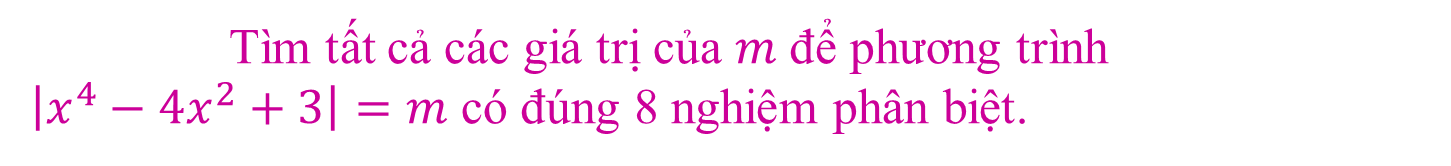 Tìm tất cả các giá trị của 𝑚 để phương trình
|𝑥⁴ − 4𝑥² + 3| = 𝑚 có đúng 8 nghiệm phân biệt.